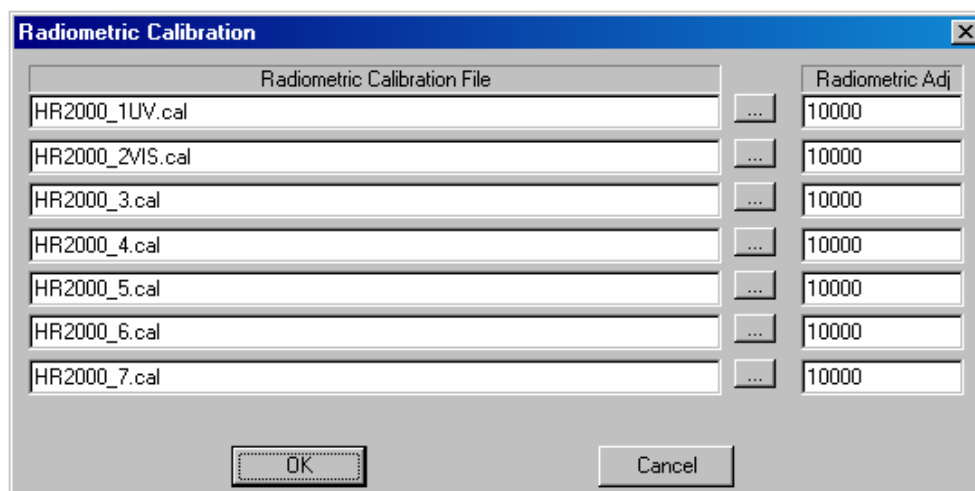 Radiometric Calibration
Radiometric Calibration File Radiometric Adj
HR2000_1UV.cal ... 10000
HR2000_2VIS.cal ... 10000
HR2000_3.cal ... 10000
HR2000_4.cal ... 10000
HR2000_5.cal ... 10000
HR2000_6.cal ... 10000
HR2000_7.cal ... 10000
OK Cancel